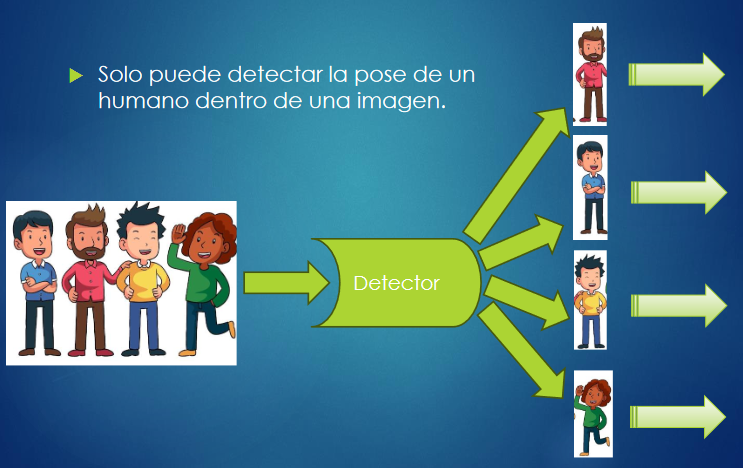 Solo puede detectar la pose de un
humano dentro de una imagen.
Detector